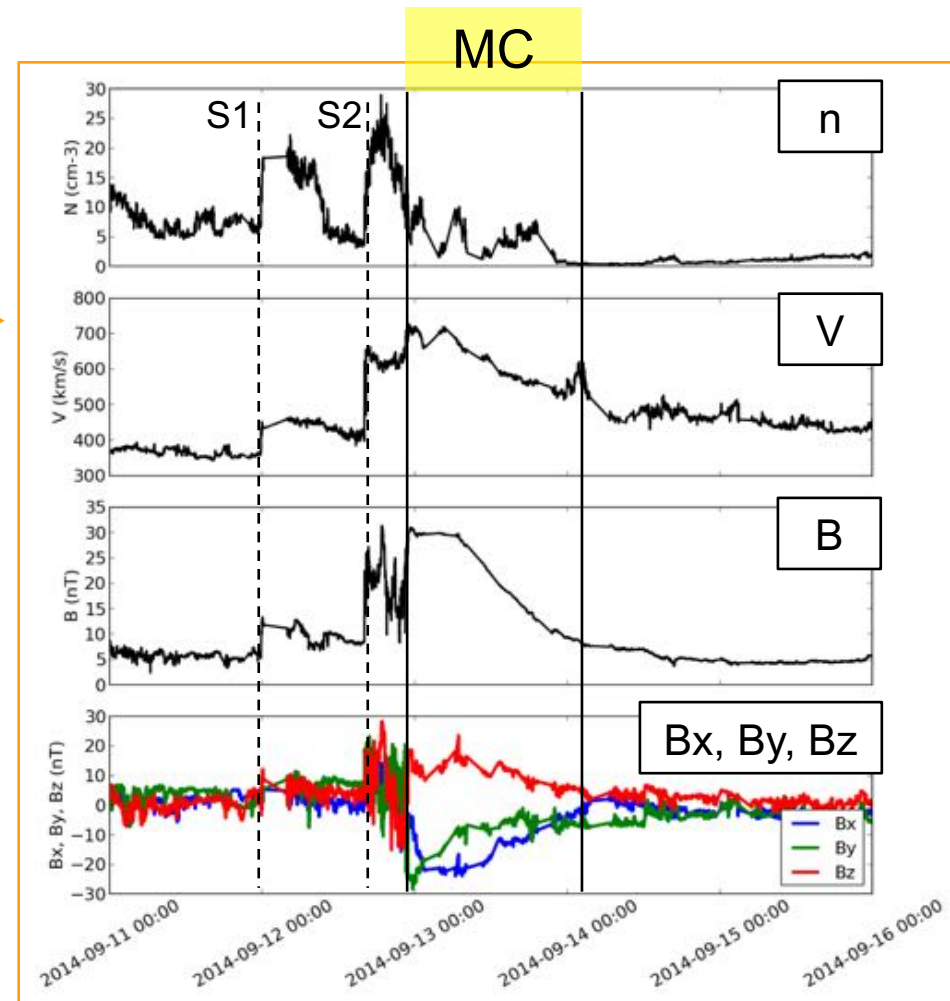 MC
S1
S2
n
30
25
20
15
10
5
0
N (cm-3)
V
800
700
600
500
400
300
V (km/s)
B
35
30
25
20
15
10
5
0
B (nT)
Bx, By, Bz
30
20
10
0
−10
−20
−30
Bx, By, Bz (nT)
Bx
By
Bz
2014-09-11 00:00
2014-09-12 00:00
2014-09-13 00:00
2014-09-14 00:00
2014-09-15 00:00
2014-09-16 00:00